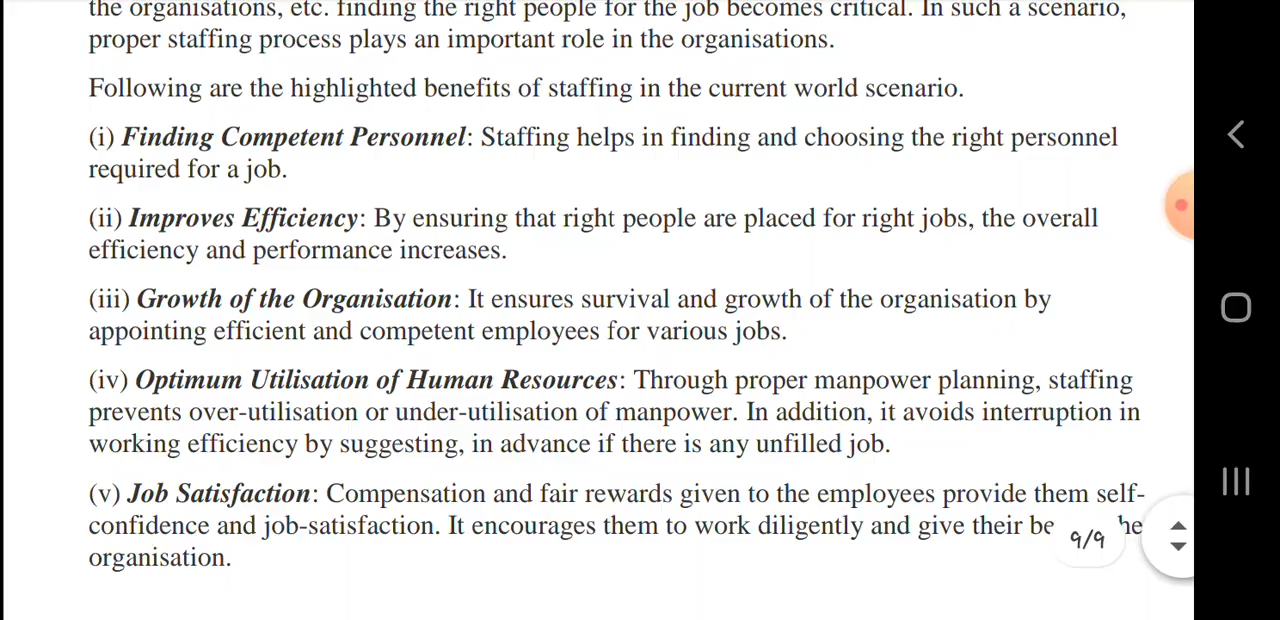 the organisations, etc. finding the right people for the job becomes critical. In such a scenario,
proper staffing process plays an important role in the organisations.
Following are the highlighted benefits of staffing in the current world scenario.
(i) Finding Competent Personnel: Staffing helps in finding and choosing the right personnel
required for a job.
(ii) Improves Efficiency: By ensuring that right people are placed for right jobs, the overall
efficiency and performance increases.
(iii) Growth of the Organisation: It ensures survival and growth of the organisation by
appointing efficient and competent employees for various jobs.
(iv) Optimum Utilisation of Human Resources: Through proper manpower planning, staffing
prevents over-utilisation or under-utilisation of manpower. In addition, it avoids interruption in
working efficiency by suggesting, in advance if there is any unfilled job.
(v) Job Satisfaction: Compensation and fair rewards given to the employees provide them self-
confidence and job-satisfaction. It encourages them to work diligently and give their
9/9
organisation.